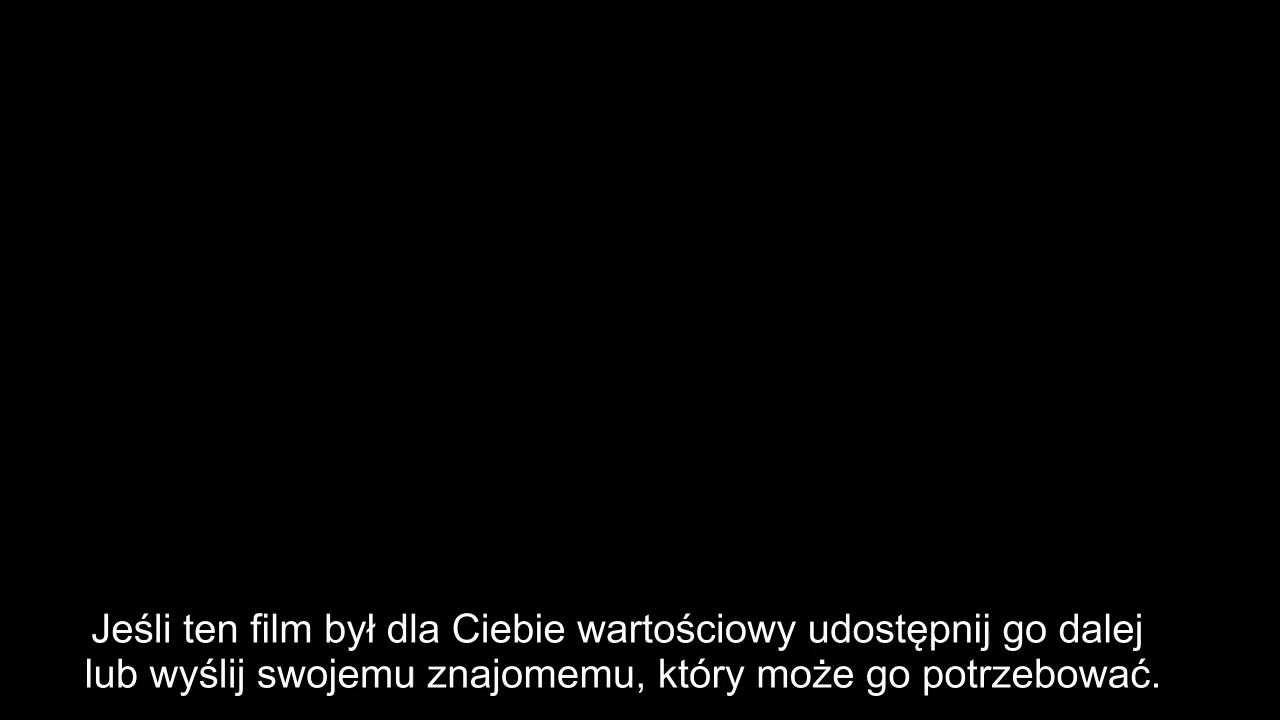 Jeśli ten film był dla Ciebie wartościowy udostępnij go dalej
lub wyślij swojemu znajomemu, który może go potrzebować.